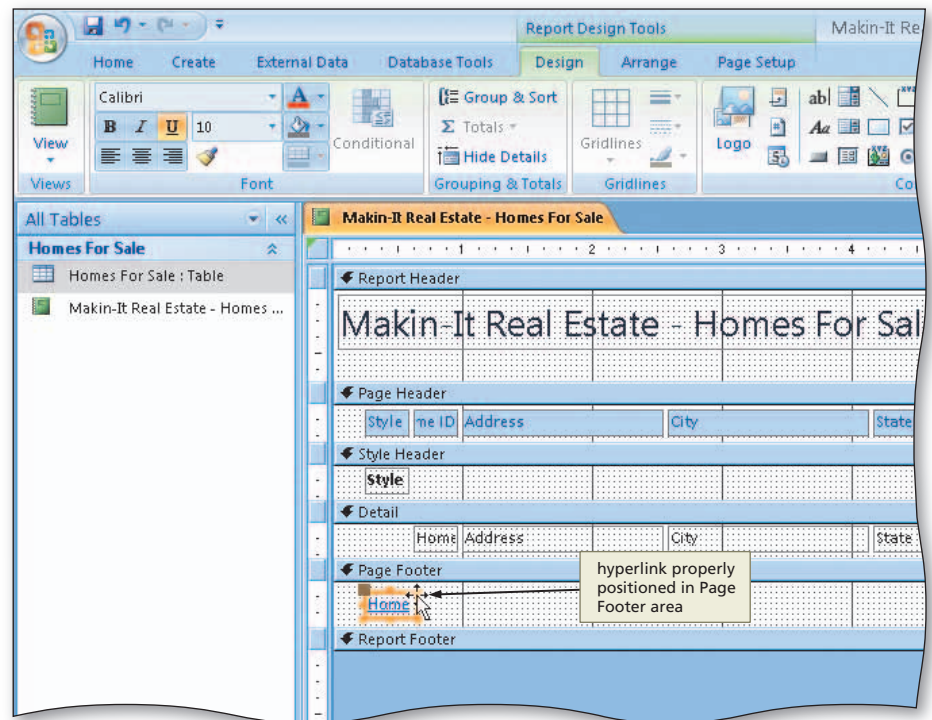 Report Design Tools Makin-It Re
Home Create External Data Database Tools Design Arrange Page Setup
Calibri
B I U 10
View
Views
Font
Conditional
Group & Sort
Σ Totals
Hide Details
Grouping & Totals
Gridlines
Gridlines
Logo
ab|
Aa
Co
All Tables
Homes For Sale
Homes For Sale : Table
Makin-It Real Estate - Homes ...
Makin-It Real Estate - Homes For Sale
1 2 3 4
Report Header
Makin-It Real Estate - Homes For Sal
Page Header
Style me ID Address City State
Style Header
Style
Detail
Home Address City State
Page Footer
Home
hyperlink properly
positioned in Page
Footer area
Report Footer